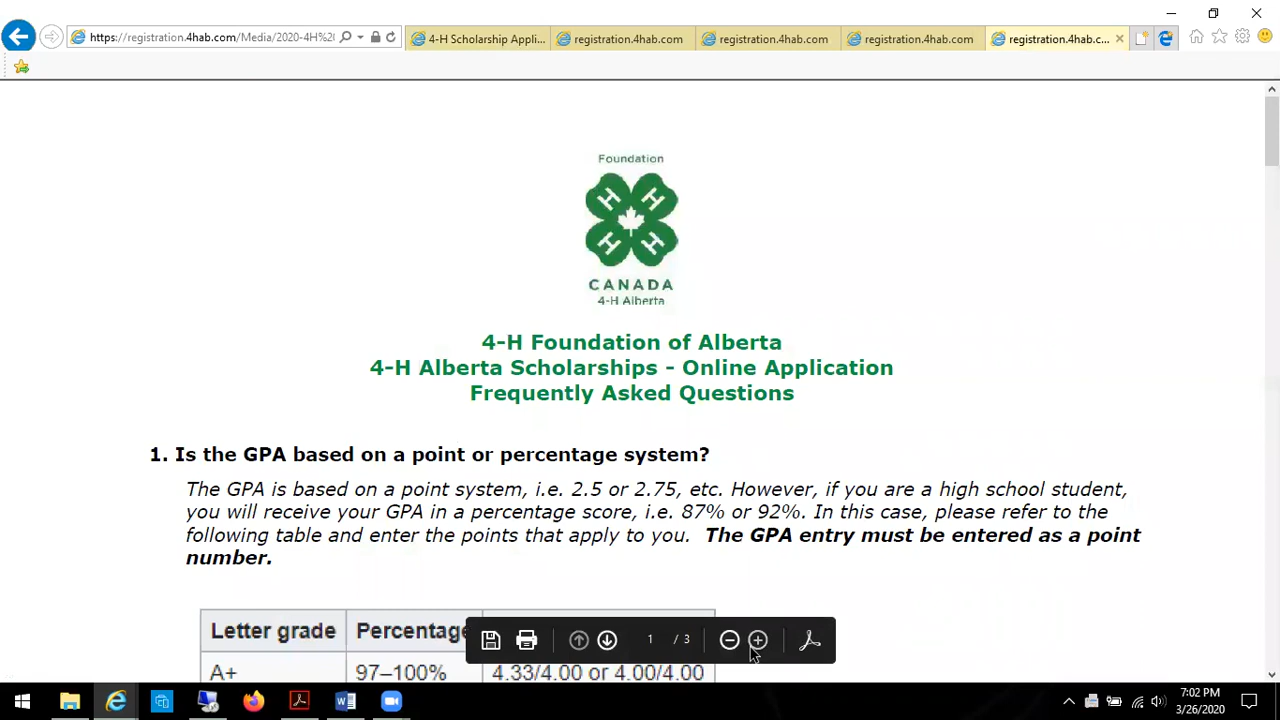 https://registration.4hab.com/Media/2020-4H%20
4-H Scholarship Appli...
registration.4hab.com
registration.4hab.com
registration.4hab.com
registration.4hab.c...
Foundation
H H
H H
CANADA
4-H Alberta
4-H Foundation of Alberta
4-H Alberta Scholarships - Online Application
Frequently Asked Questions
1. Is the GPA based on a point or percentage system?
The GPA is based on a point system, i.e. 2.5 or 2.75, etc. However, if you are a high school student,
you will receive your GPA in a percentage score, i.e. 87% or 92%. In this case, please refer to the
following table and enter the points that apply to you. The GPA entry must be entered as a point
number.
Letter grade Percentage
1 / 3
A+ 97–100% 4.33/4.00 or 4.00/4.00
7:02 PM
3/26/2020